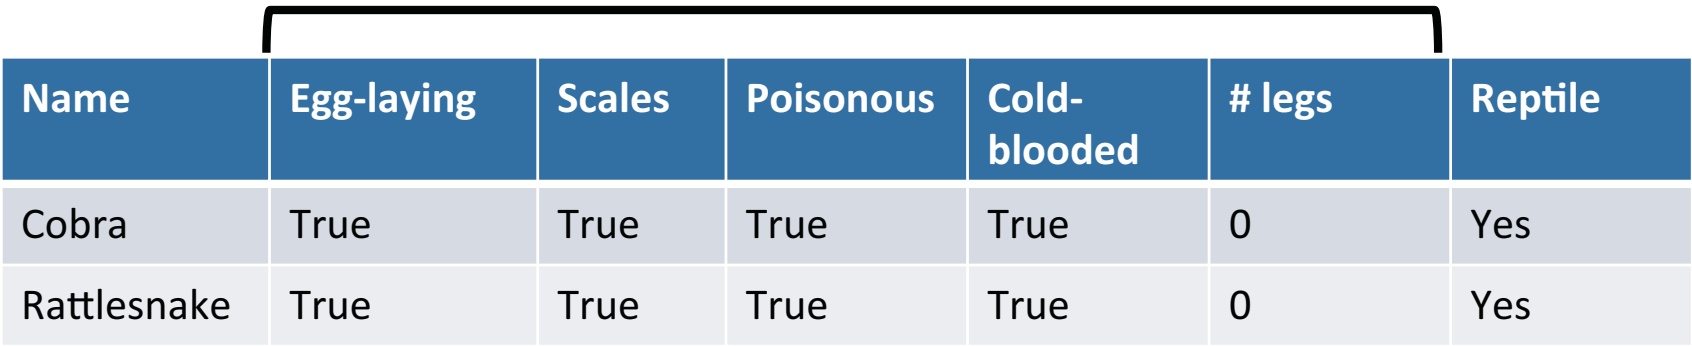 Name Egg-laying Scales Poisonous Cold-blooded # legs Reptile
Cobra True True True True 0 Yes
Rattlesnake True True True True 0 Yes